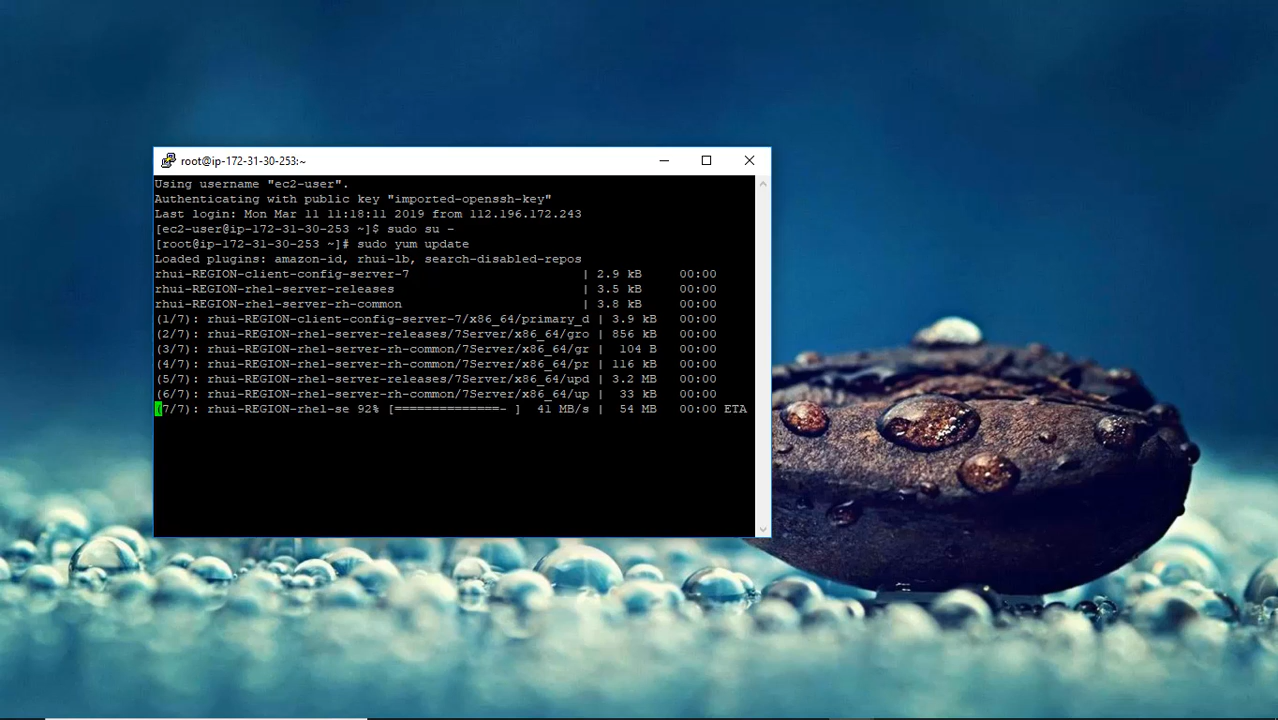 root@ip-172-31-30-253:~
Using username "ec2-user".
Authenticating with public key "imported-openssh-key"
Last login: Mon Mar 11 11:18:11 2019 from 112.196.172.243
[ec2-user@ip-172-31-30-253 ~]$ sudo su -
[root@ip-172-31-30-253 ~]# sudo yum update
Loaded plugins: amazon-id, rhui-lb, search-disabled-repos
rhui-REGION-client-config-server-7 | 2.9 kB 00:00
rhui-REGION-rhel-server-releases | 3.5 kB 00:00
rhui-REGION-rhel-server-rh-common | 3.8 kB 00:00
(1/7): rhui-REGION-client-config-server-7/x86_64/primary_d | 3.9 kB 00:00
(2/7): rhui-REGION-rhel-server-releases/7Server/x86_64/gro | 856 kB 00:00
(3/7): rhui-REGION-rhel-server-rh-common/7Server/x86_64/gr | 104 B 00:00
(4/7): rhui-REGION-rhel-server-rh-common/7Server/x86_64/pr | 116 kB 00:00
(5/7): rhui-REGION-rhel-server-releases/7Server/x86_64/upd | 3.2 MB 00:00
(6/7): rhui-REGION-rhel-server-rh-common/7Server/x86_64/up | 33 kB 00:00
(7/7): rhui-REGION-rhel-se 92% [==============- ] 41 MB/s | 54 MB 00:00 ETA